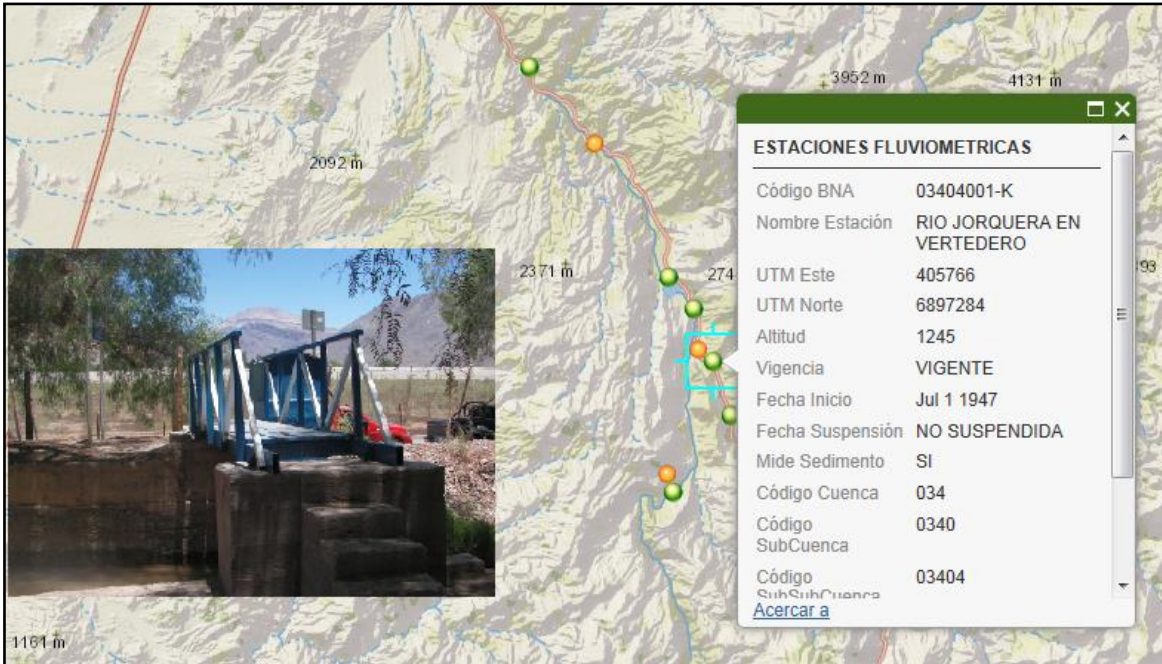 3952 m
4131 m
2092 m
2371 m
274
393
1161 m
ESTACIONES FLUVIOMETRICAS
Código BNA 03404001-K
Nombre Estación RIO JORQUERA EN
VERTEDERO
UTM Este 405766
UTM Norte 6897284
Altitud 1245
Vigencia VIGENTE
Fecha Inicio Jul 1 1947
Fecha Suspensión NO SUSPENDIDA
Mide Sedimento SI
Código Cuenca 034
Código 0340
SubCuenca
Código 03404
SubSubCuenca
Acercar a